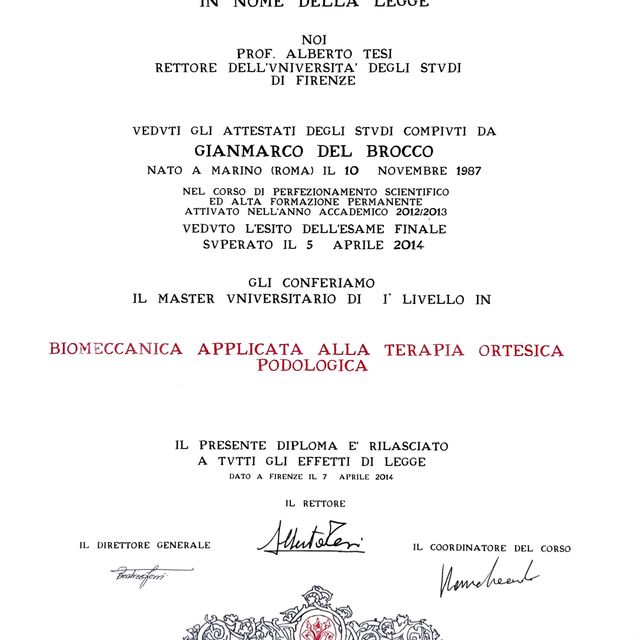 IN NOME DELLA LEGGE
NOI
PROF. ALBERTO TESI
RETTORE DELL'VNIVERSITA' DEGLI STVDI
DI FIRENZE
VEDVTI GLI ATTESTATI DEGLI STVDI COMPIVTI DA
GIANMARCO DEL BROCCO
NATO A MARINO (ROMA) IL 10 NOVEMBRE 1987
NEL CORSO DI PERFEZIONAMENTO SCIENTIFICO
ED ALTA FORMAZIONE PERMANENTE
ATTIVATO NELL'ANNO ACCADEMICO 2012/2013
VEDVTO L'ESITO DELL'ESAME FINALE
SVPERATO IL 5 APRILE 2014
GLI CONFERIAMO
IL MASTER VNIVERSITARIO DI I° LIVELLO IN
BIOMECCANICA APPLICATA ALLA TERAPIA ORTESICA
PODOLOGICA
IL PRESENTE DIPLOMA E' RILASCIATO
A TVTTI GLI EFFETTI DI LEGGE
DATO A FIRENZE IL 7 APRILE 2014
IL RETTORE
Alberto Tesi
IL DIRETTORE GENERALE
IL COORDINATORE DEL CORSO